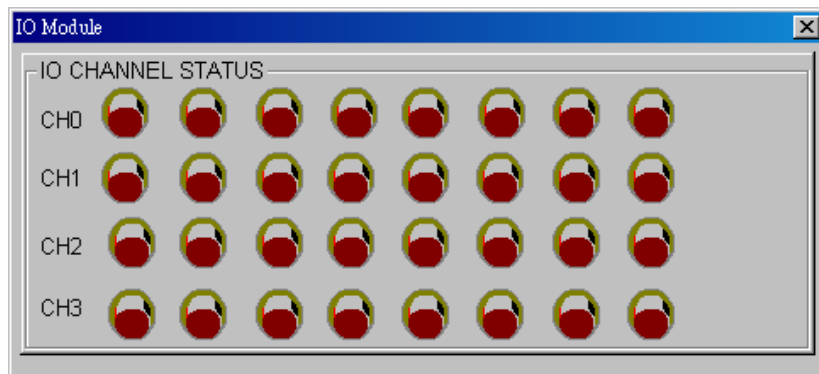 IO Module
IO CHANNEL STATUS
CH0
CH1
CH2
CH3